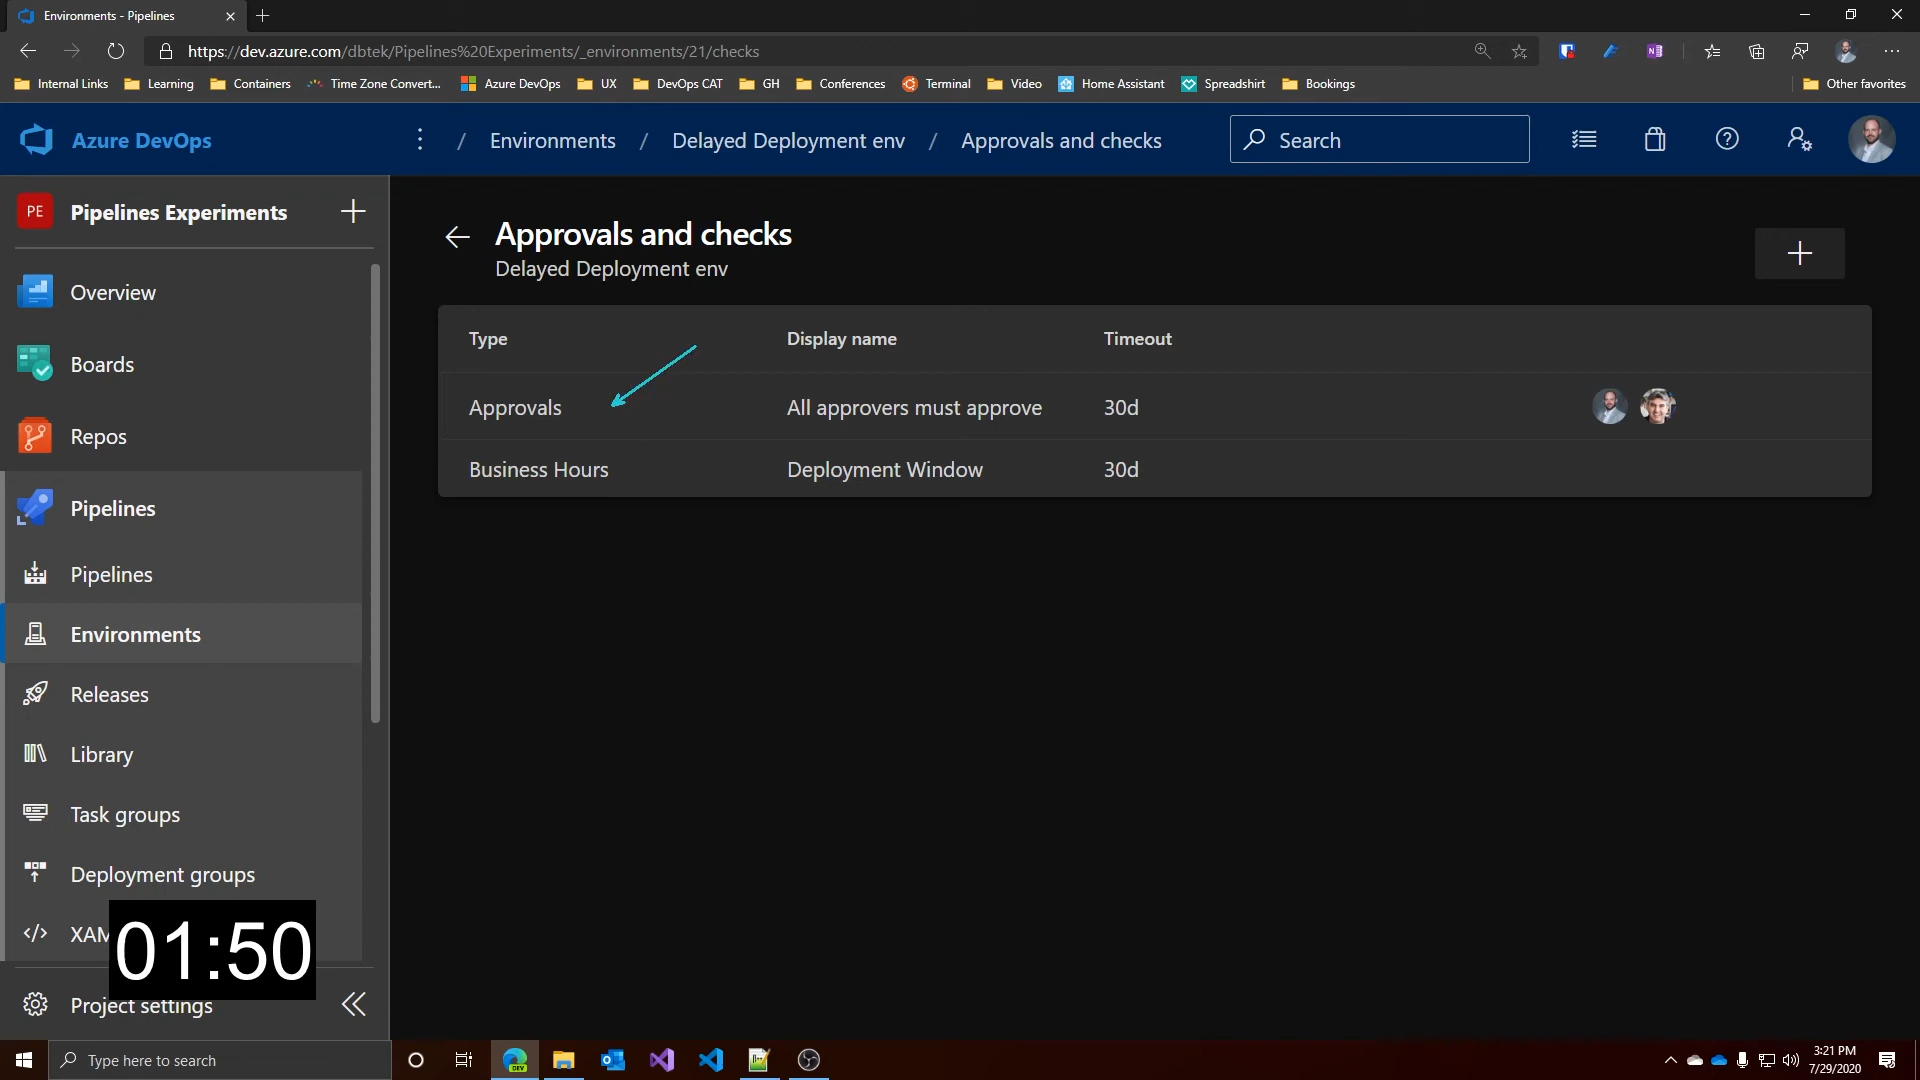 Environments - Pipelines
https://dev.azure.com/dbtek/Pipelines%20Experiments/_environments/21/checks
Internal Links
Learning
Containers
Time Zone Convert...
Azure DevOps
UX
DevOps CAT
GH
Conferences
Terminal
Video
Home Assistant
Spreadshirt
Bookings
Other favorites
Azure DevOps
/ Environments / Delayed Deployment env / Approvals and checks
Search
PE Pipelines Experiments
Overview
Boards
Repos
Pipelines
Pipelines
Environments
Releases
Library
Task groups
Deployment groups
XAM
01:50
Project settings
Approvals and checks
Delayed Deployment env
Type Display name Timeout
Approvals All approvers must approve 30d
Business Hours Deployment Window 30d
Type here to search
DEV
3:21 PM
7/29/2020